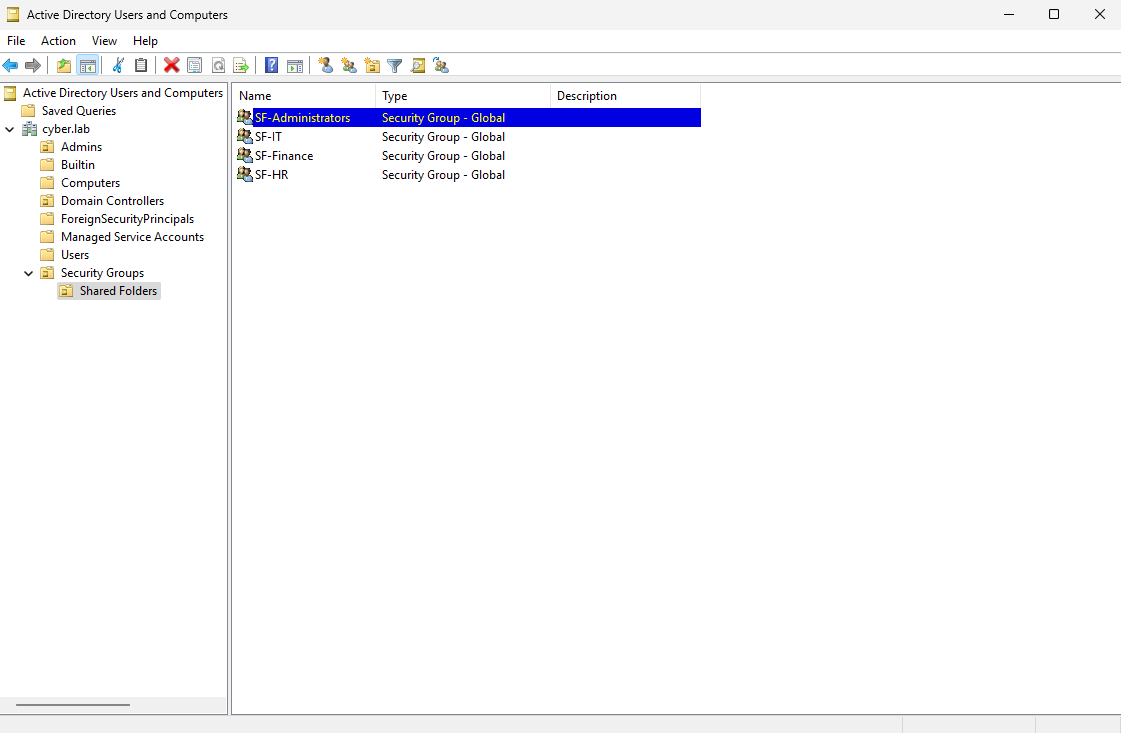 Active Directory Users and Computers
File Action View Help
Active Directory Users and Computers
Saved Queries
cyber.lab
Admins
Builtin
Computers
Domain Controllers
ForeignSecurityPrincipals
Managed Service Accounts
Users
Security Groups
Shared Folders
Name Type Description
SF-Administrators Security Group - Global
SF-IT Security Group - Global
SF-Finance Security Group - Global
SF-HR Security Group - Global